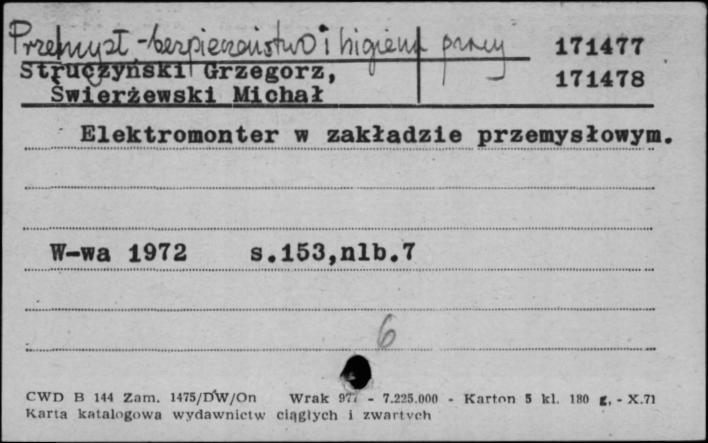 Przemysł - bezpieczeństwo i higiena pracy 171477
Struczyński Grzegorz, 171478
Świerżewski Michał
Elektromonter w zakładzie przemysłowym.
W-wa 1972 s.153,nlb.7
6
CWD B 144 Zam. 1475/DW/On Wrak - 7.225.000 - Karton 5 kl. 180 g, - X.71
Karta katalogowa wydawnictw ciągłych i zwartych